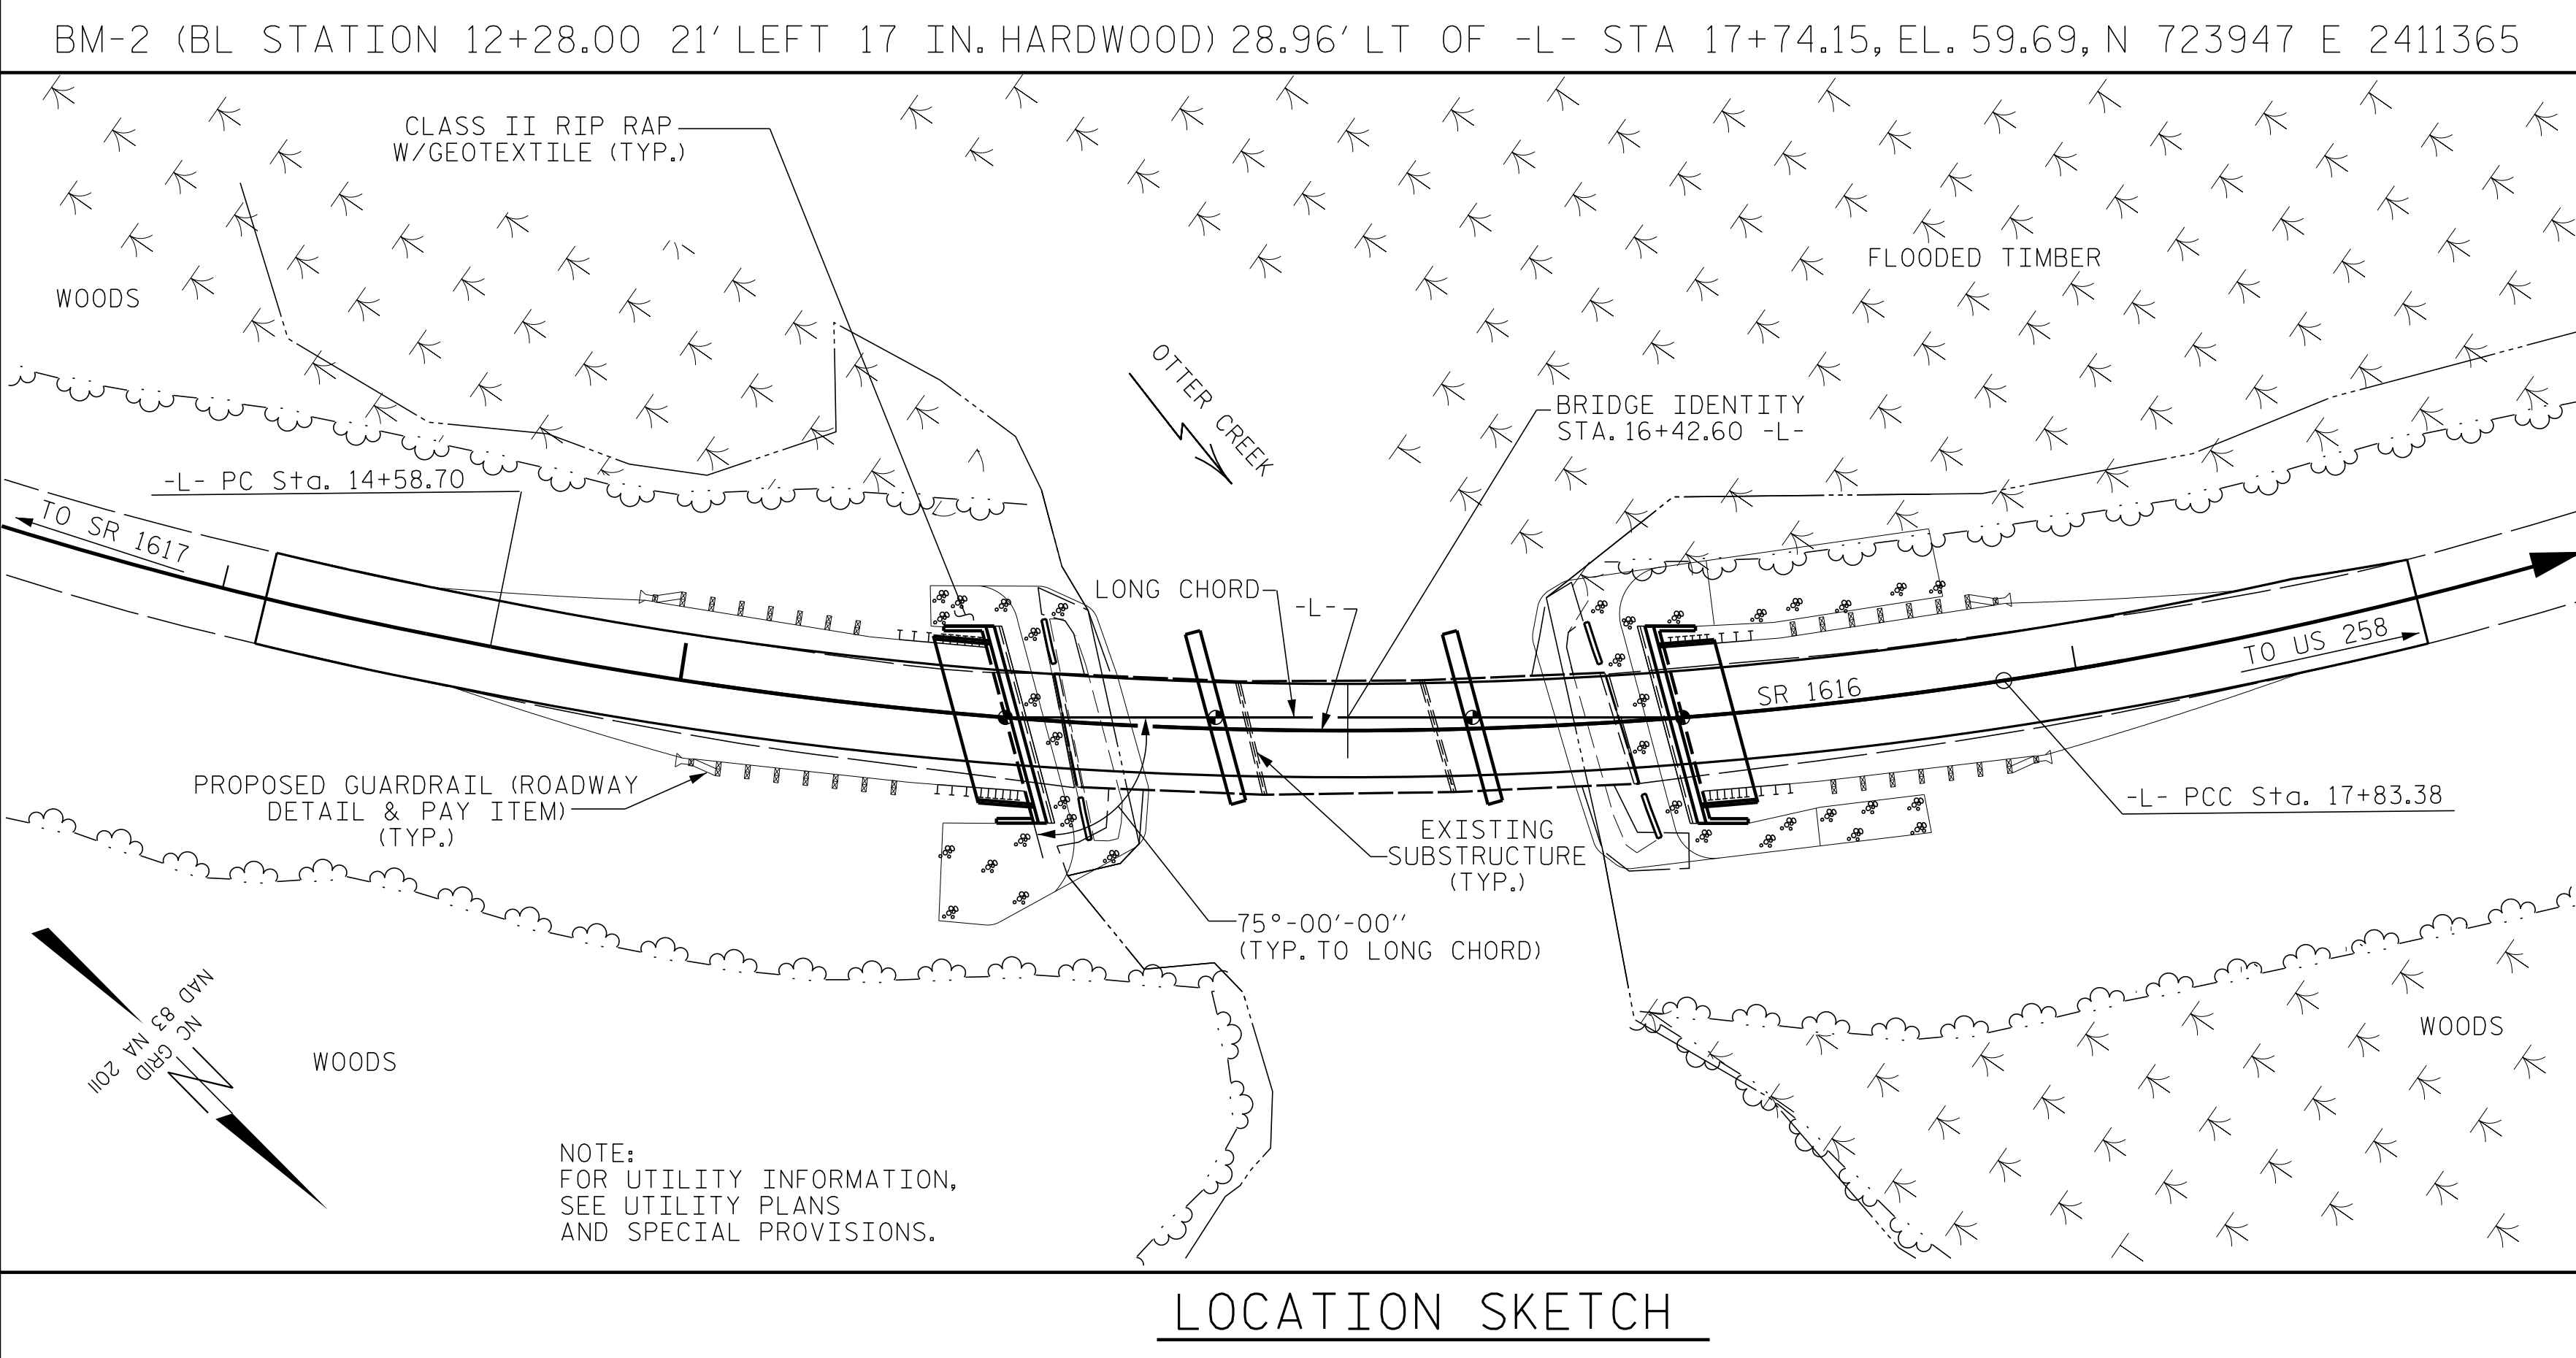 BM-2 (BL STATION 12+28.00 21' LEFT 17 IN. HARDWOOD) 28.96' LT OF -L- STA 17+74.15, EL. 59.69, N 723947 E 2411365
CLASS II RIP RAP
W/GEOTEXTILE (TYP.)
WOODS
FLOODED TIMBER
OTTER CREEK
BRIDGE IDENTITY
STA. 16+42.60 -L-
-L- PC Sta. 14+58.70
TO SR 1617
LONG CHORD
-L-
SR 1616
TO US 258
PROPOSED GUARDRAIL (ROADWAY
DETAIL & PAY ITEM)
(TYP.)
-L- PCC Sta. 17+83.38
EXISTING
SUBSTRUCTURE
(TYP.)
75°-00'-00''
(TYP. TO LONG CHORD)
NC GRID
NAD 83 NA 2011
WOODS
WOODS
NOTE:
FOR UTILITY INFORMATION,
SEE UTILITY PLANS
AND SPECIAL PROVISIONS.
LOCATION SKETCH